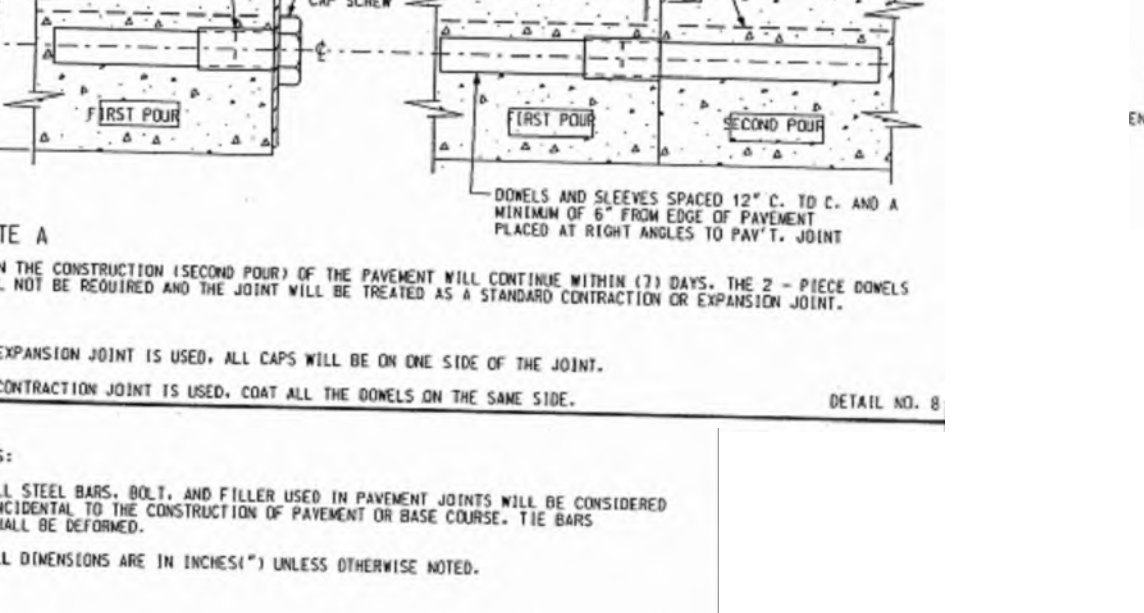 CAP SCREW
℄
FIRST POUR
FIRST POUR
SECOND POUR
EN
DOWELS AND SLEEVES SPACED 12" C. TO C. AND A
MINIMUM OF 6" FROM EDGE OF PAVEMENT
PLACED AT RIGHT ANGLES TO PAV'T. JOINT
TE A
N THE CONSTRUCTION (SECOND POUR) OF THE PAVEMENT WILL CONTINUE WITHIN (7) DAYS. THE 2 - PIECE DOWELS
L NOT BE REQUIRED AND THE JOINT WILL BE TREATED AS A STANDARD CONTRACTION OR EXPANSION JOINT.
EXPANSION JOINT IS USED. ALL CAPS WILL BE ON ONE SIDE OF THE JOINT.
CONTRACTION JOINT IS USED. COAT ALL THE DOWELS ON THE SAME SIDE.
DETAIL NO. 8
S:
LL STEEL BARS. BOLT. AND FILLER USED IN PAVEMENT JOINTS WILL BE CONSIDERED
NCIDENTAL TO THE CONSTRUCTION OF PAVEMENT OR BASE COURSE. TIE BARS
HALL BE DEFORMED.
LL DIMENSIONS ARE IN INCHES(") UNLESS OTHERWISE NOTED.